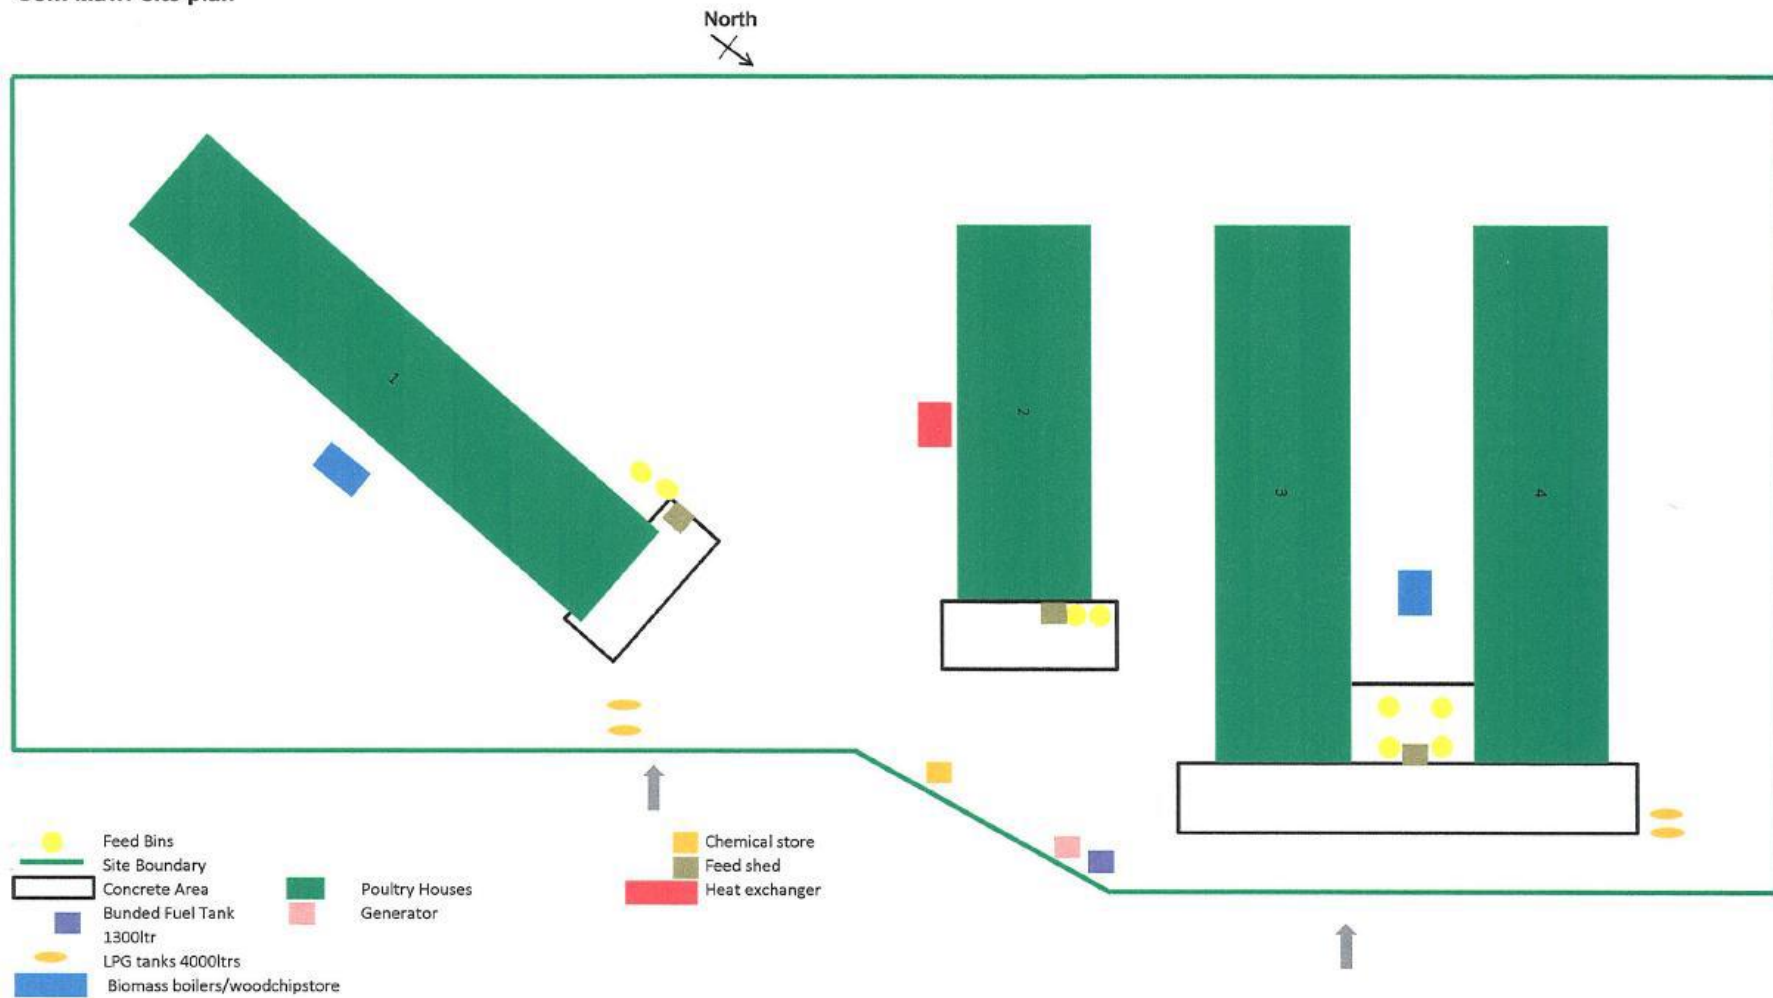 North
1
2
3
4
Feed Bins
Site Boundary
Concrete Area
Bunded Fuel Tank
1300ltr
LPG tanks 4000ltrs
Biomass boilers/woodchipstore
Poultry Houses
Generator
Chemical store
Feed shed
Heat exchanger